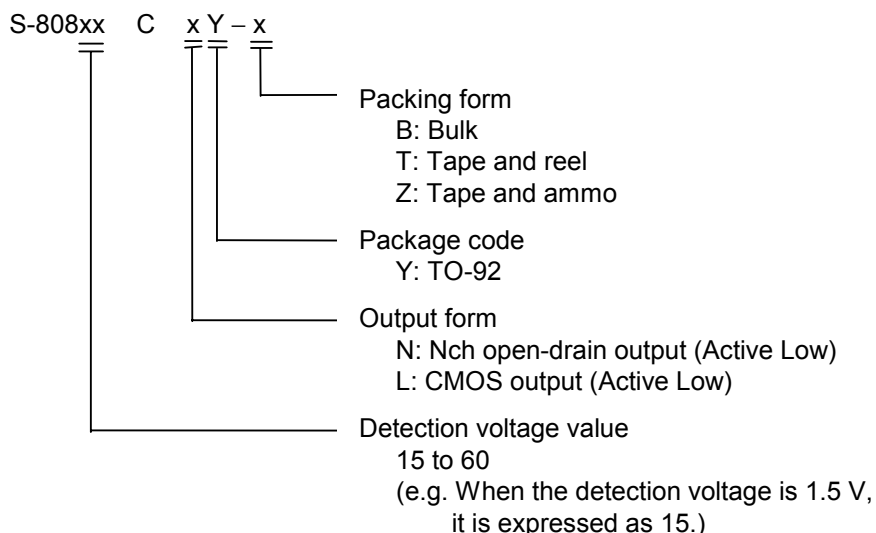 S-808xx C x Y – x
Packing form
B: Bulk
T: Tape and reel
Z: Tape and ammo
Package code
Y: TO-92
Output form
N: Nch open-drain output (Active Low)
L: CMOS output (Active Low)
Detection voltage value
15 to 60
(e.g. When the detection voltage is 1.5 V,
it is expressed as 15.)